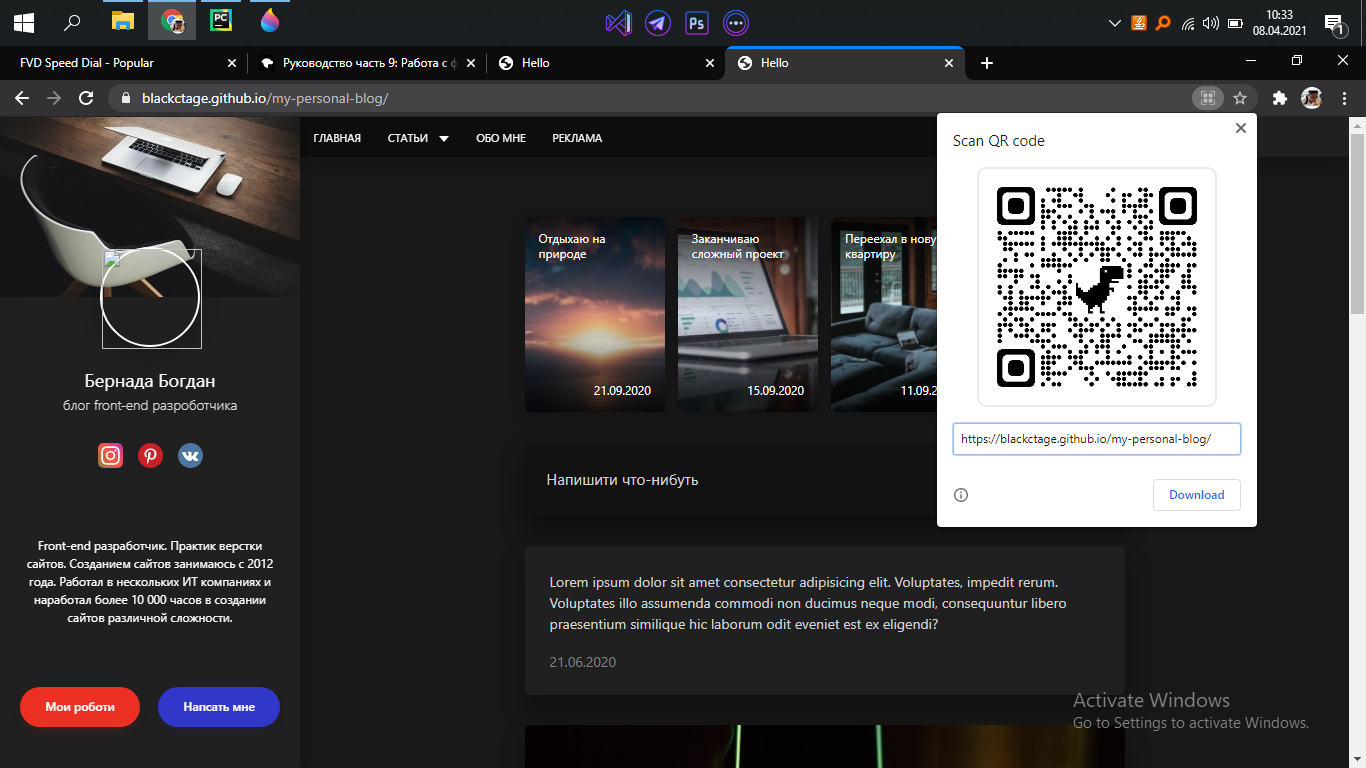 10:33
08.04.2021
1
PC
Ps
FVD Speed Dial - Popular
Руководство часть 9: Работа с ф
Hello
Hello
blackctage.github.io/my-personal-blog/
ГЛАВНАЯ
СТАТЬИ
ОБО МНЕ
РЕКЛАМА
Бернада Богдан
блог front-end разроботчика
Front-end разработчик. Практик верстки
сайтов. Созданием сайтов занимаюсь с 2012
года. Работал в нескольких ИТ компаниях и
наработал более 10 000 часов в создании
сайтов различной сложности.
Мои роботи
Напсать мне
Отдыхаю на
природе
21.09.2020
Заканчиваю
сложный проект
15.09.2020
Переехал в нову
квартиру
11.09.2
Напишити что-нибуть
Lorem ipsum dolor sit amet consectetur adipisicing elit. Voluptates, impedit rerum.
Voluptates illo assumenda commodi non ducimus neque modi, consequuntur libero
praesentium similique hic laborum odit eveniet est ex eligendi?
21.06.2020
Scan QR code
https://blackctage.github.io/my-personal-blog/
Download
Activate Windows
Go to Settings to activate Windows.